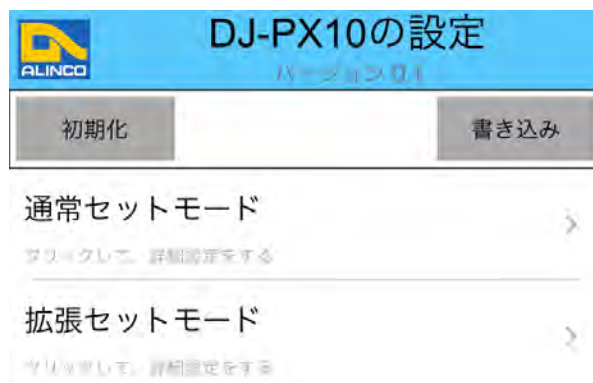 ALINCO
DJ-PX10の設定
バージョン 0.1
初期化
書き込み
通常セットモード
クリックして、詳細設定をする
拡張セットモード
クリックして、詳細設定をする